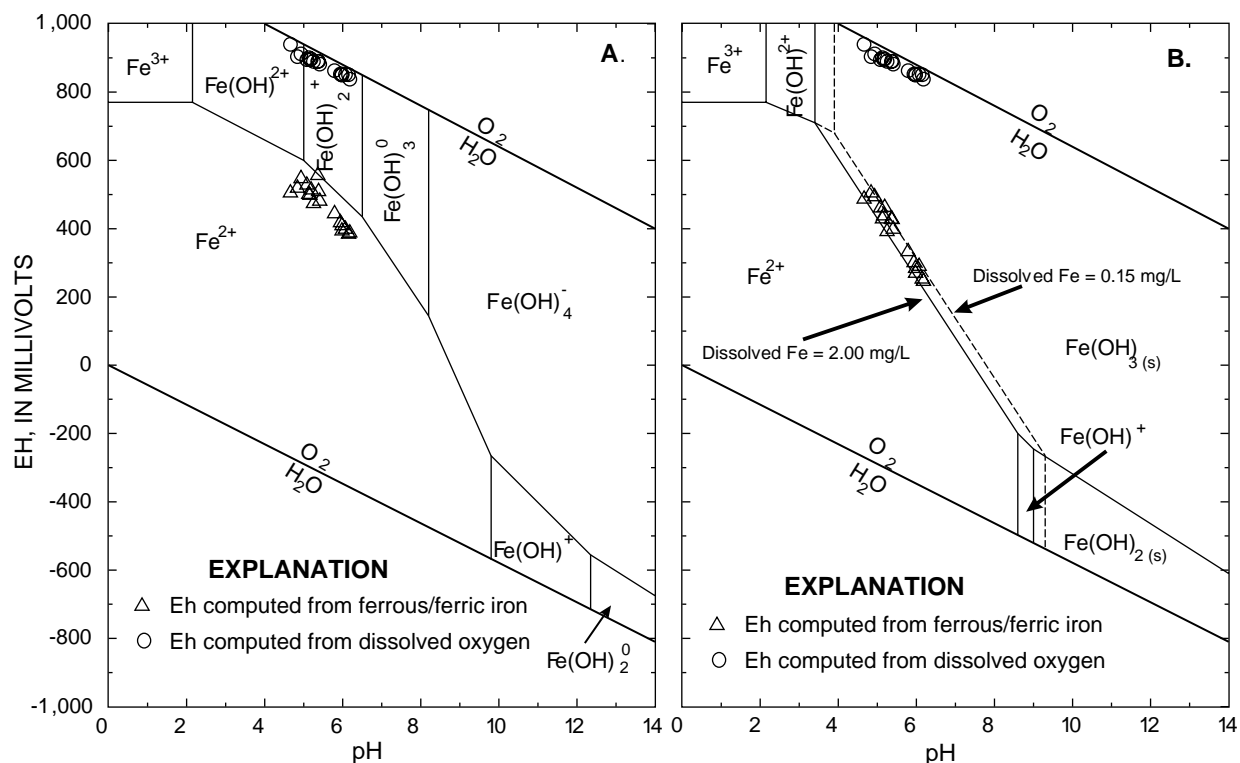 EH, IN MILLIVOLTS
1,000
800
600
400
200
0
-200
-400
-600
-800
-1,000
A.
Fe³⁺
Fe(OH)²⁺
Fe(OH)₂⁺
Fe(OH)₃⁰
O₂
H₂O
Fe²⁺
Fe(OH)₄⁻
O₂
H₂O
Fe(OH)⁺
Fe(OH)₂⁰
EXPLANATION
Eh computed from ferrous/ferric iron
Eh computed from dissolved oxygen
0 2 4 6 8 10 12 14
pH
B.
Fe³⁺
Fe(OH)²⁺
O₂
H₂O
Fe²⁺
Dissolved Fe = 0.15 mg/L
Dissolved Fe = 2.00 mg/L
Fe(OH)₃ (s)
Fe(OH)⁺
O₂
H₂O
Fe(OH)₂ (s)
EXPLANATION
Eh computed from ferrous/ferric iron
Eh computed from dissolved oxygen
0 2 4 6 8 10 12 14
pH